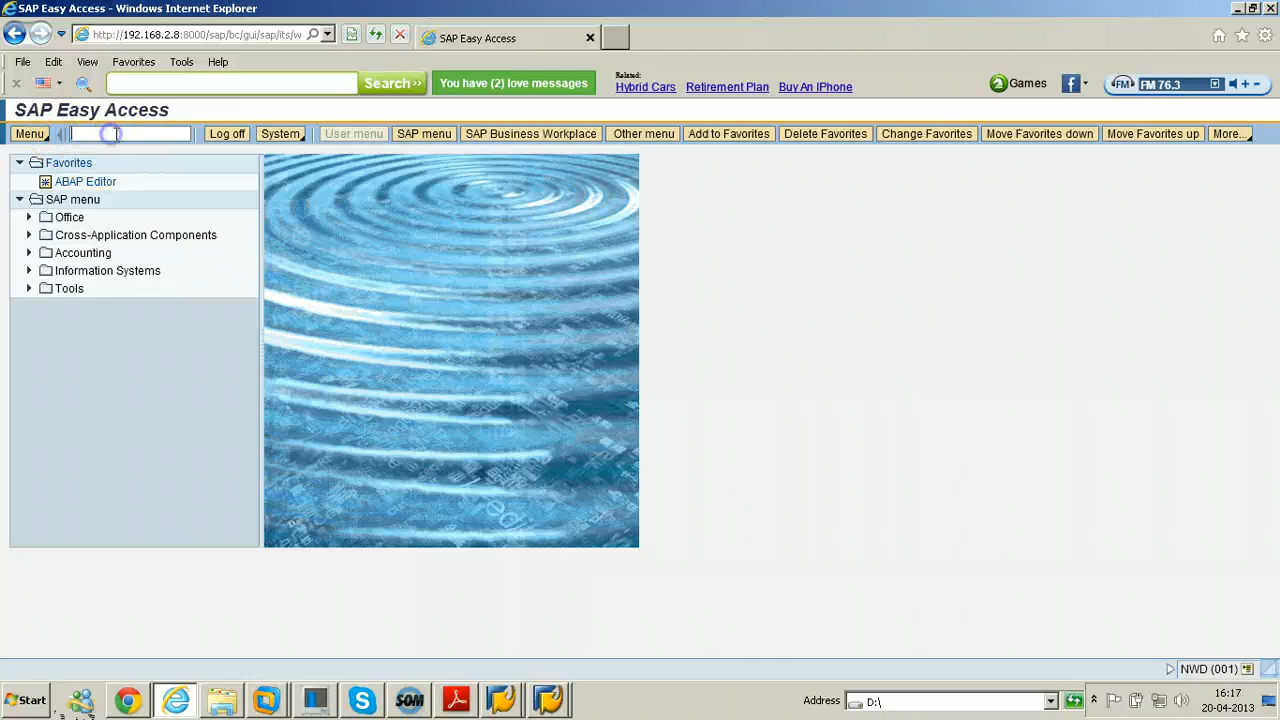 SAP Easy Access - Windows Internet Explorer
http://192.168.2.8:8000/sap/bc/gui/sap/its/w
SAP Easy Access
File Edit View Favorites Tools Help
Search >>
You have (2) love messages
Related:
Hybrid Cars Retirement Plan Buy An IPhone
2 Games
FM FM 76.3
SAP Easy Access
Menu Log off System User menu SAP menu SAP Business Workplace Other menu Add to Favorites Delete Favorites Change Favorites Move Favorites down Move Favorites up More...
Favorites
ABAP Editor
SAP menu
Office
Cross-Application Components
Accounting
Information Systems
Tools
NWD (001)
Start
SOM
Address D:\
16:17
20-04-2013